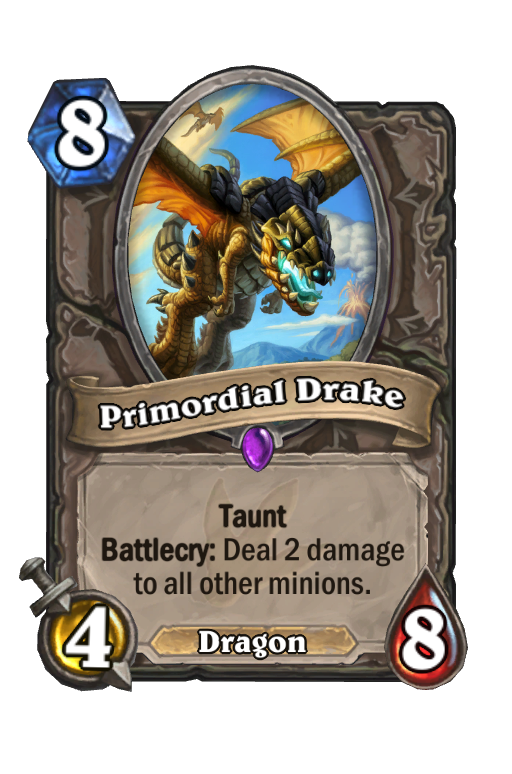 8
Primordial Drake
Taunt
Battlecry: Deal 2 damage
to all other minions.
4
Dragon
8